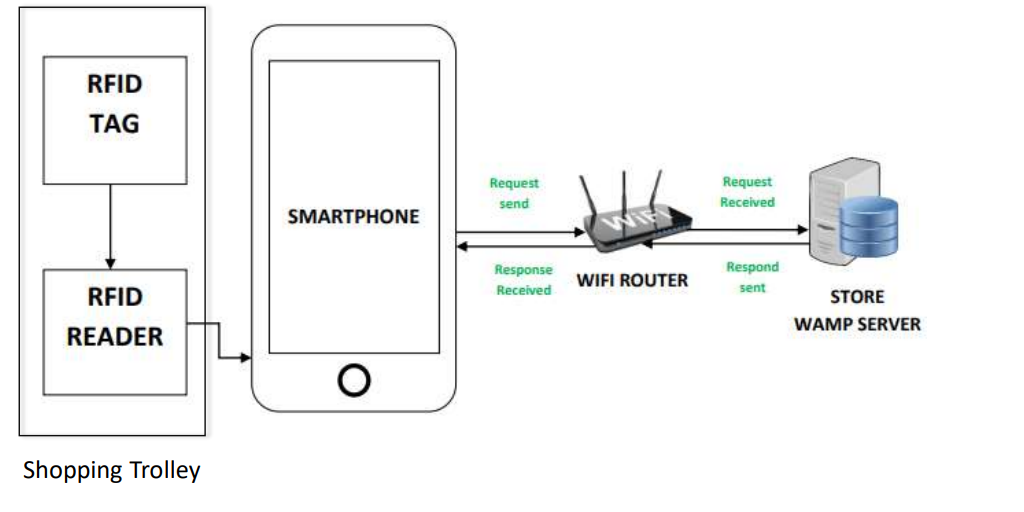 RFID
TAG
RFID
READER
Shopping Trolley
SMARTPHONE
Request
send
Response
Received
WiFi
WIFI ROUTER
Request
Received
Respond
sent
STORE
WAMP SERVER